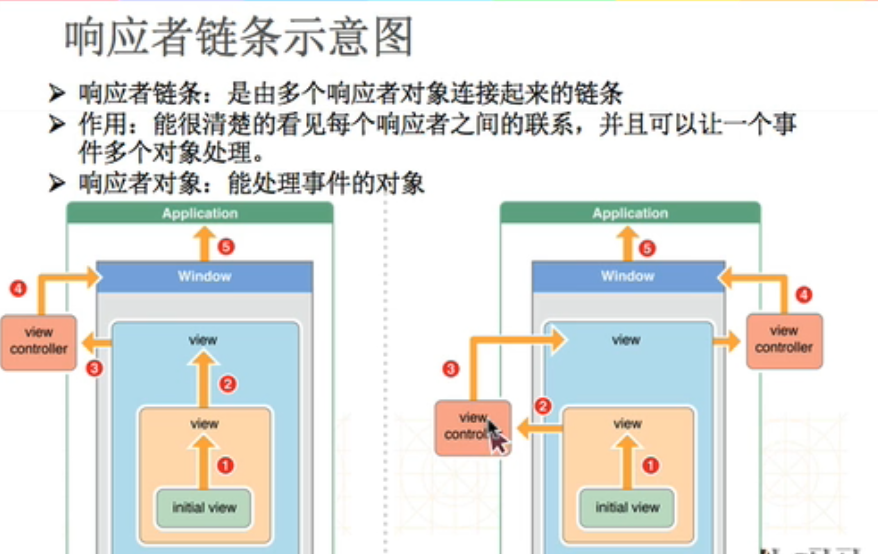 响应者链条示意图
响应者链条：是由多个响应者对象连接起来的链条
作用：能很清楚的看见每个响应者之间的联系，并且可以让一个事
件多个对象处理。
响应者对象：能处理事件的对象
Application
5
Window
4
view
controller
view
3
2
view
1
initial view
Application
5
Window
4
view
controller
view
3
2
view
view
1
initial view